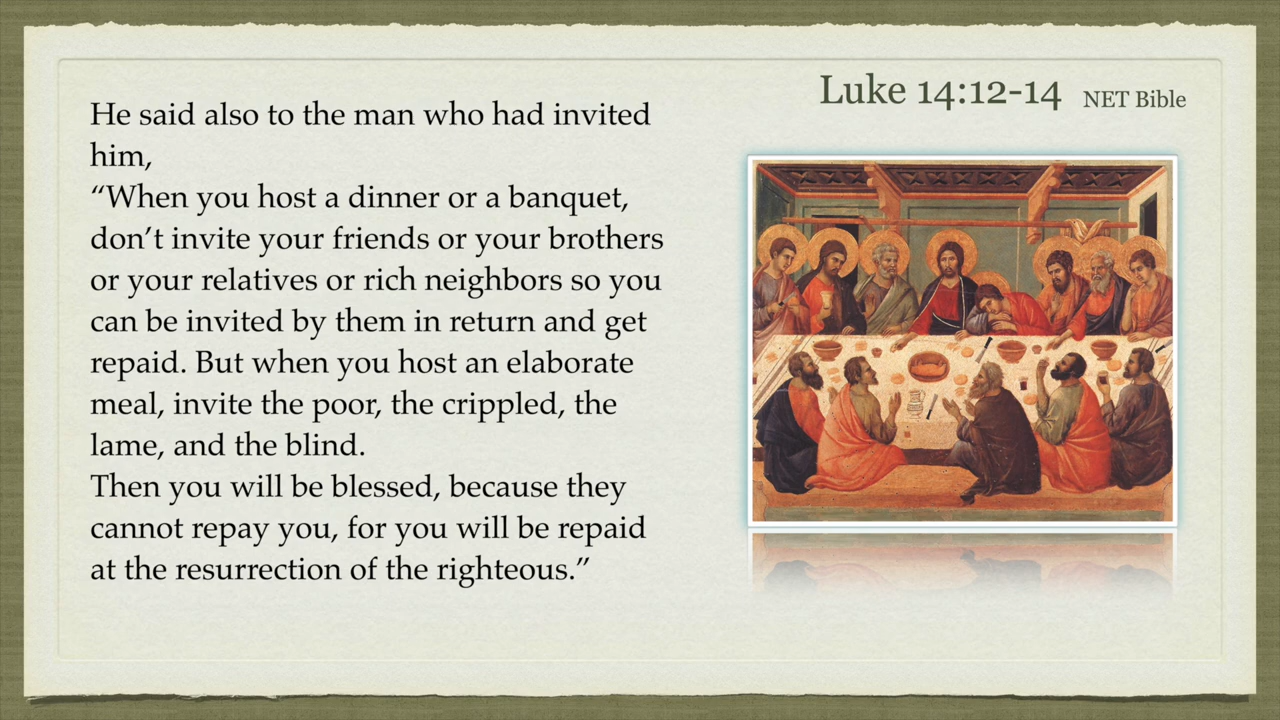 Luke 14:12-14 NET Bible
He said also to the man who had invited
him,
“When you host a dinner or a banquet,
don’t invite your friends or your brothers
or your relatives or rich neighbors so you
can be invited by them in return and get
repaid. But when you host an elaborate
meal, invite the poor, the crippled, the
lame, and the blind.
Then you will be blessed, because they
cannot repay you, for you will be repaid
at the resurrection of the righteous.”